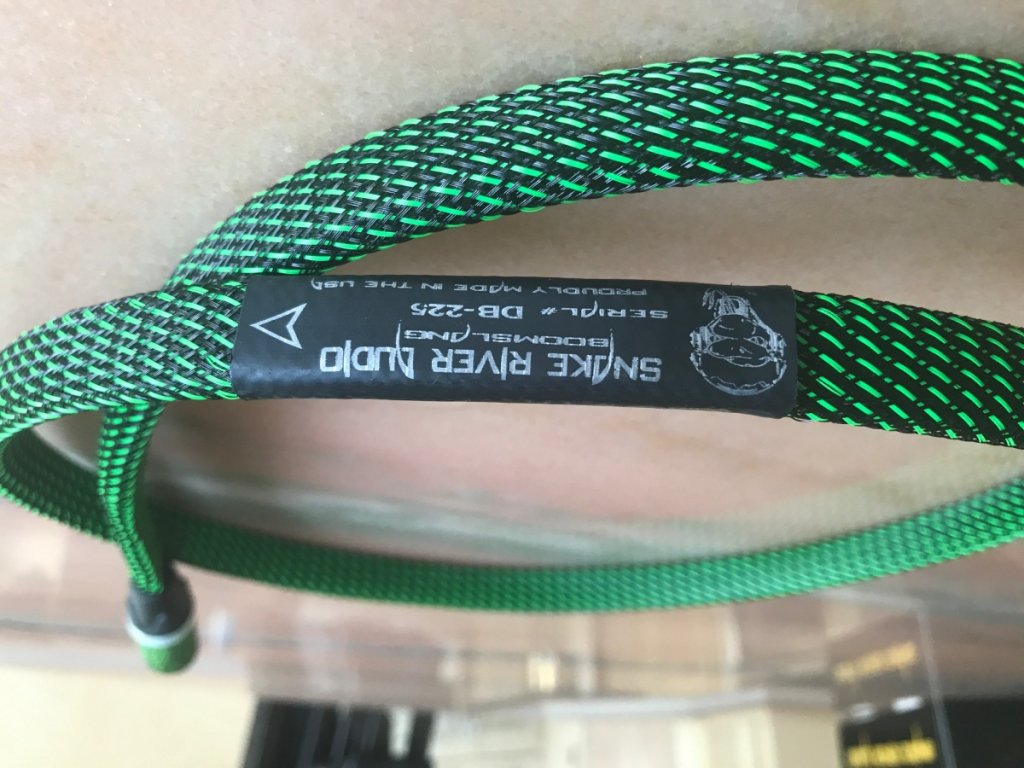 SNAKE RIVER AUDIO
BOOMSLANG
SERIAL# DB-225
PROUDLY MADE IN THE USA